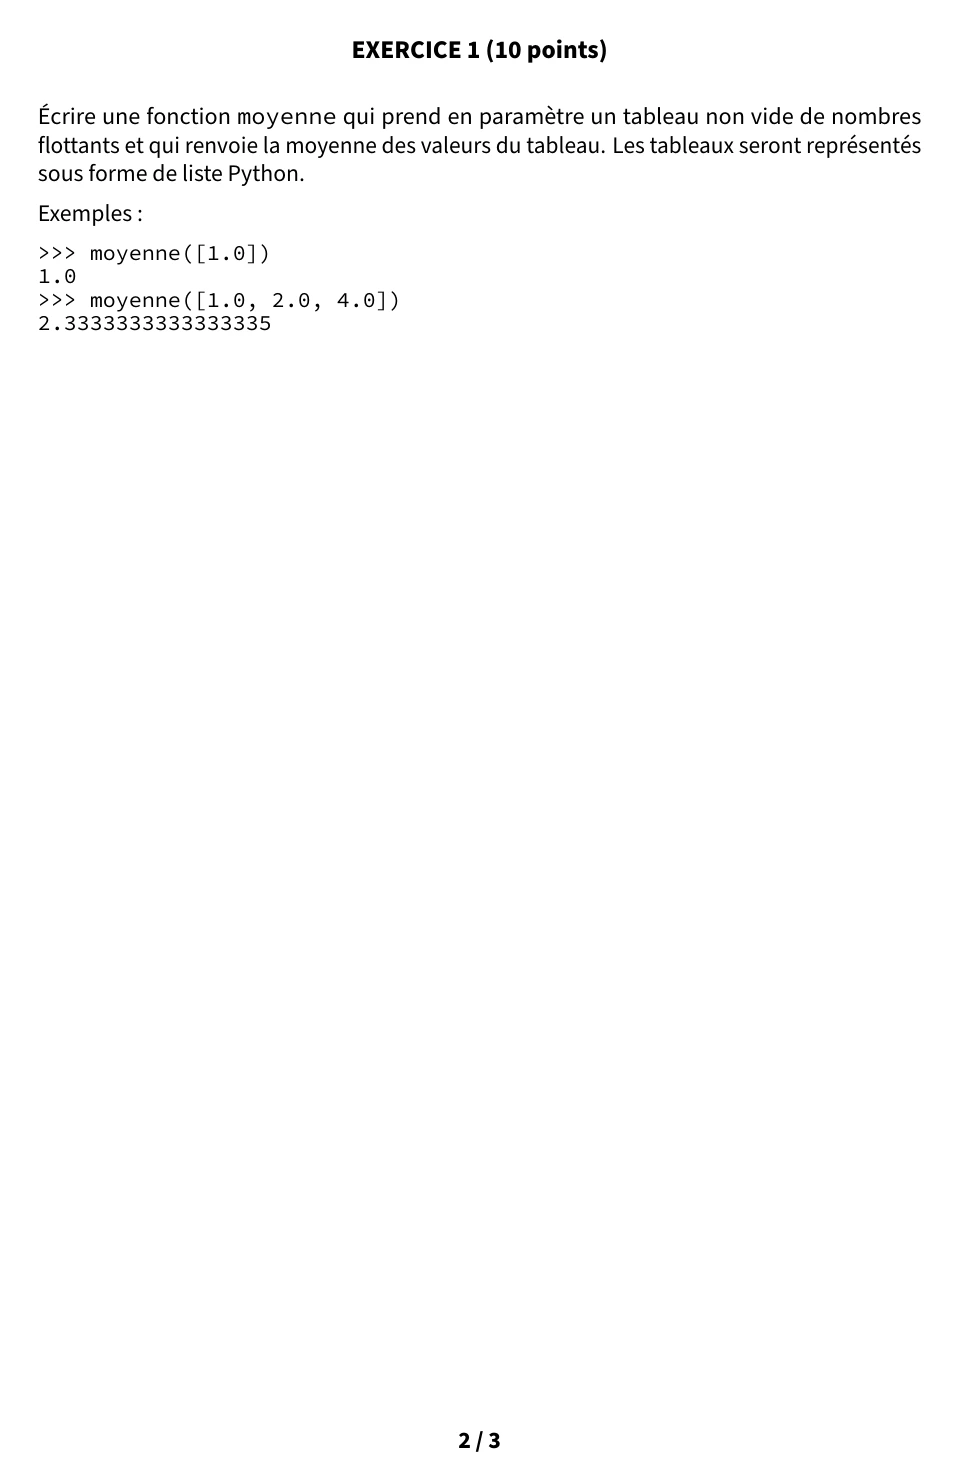 EXERCICE 1 (10 points)
Écrire une fonction moyenne qui prend en paramètre un tableau non vide de nombres
flottants et qui renvoie la moyenne des valeurs du tableau. Les tableaux seront représentés
sous forme de liste Python.
Exemples :
>>> moyenne([1.0])
1.0
>>> moyenne([1.0, 2.0, 4.0])
2.3333333333333335
2 / 3